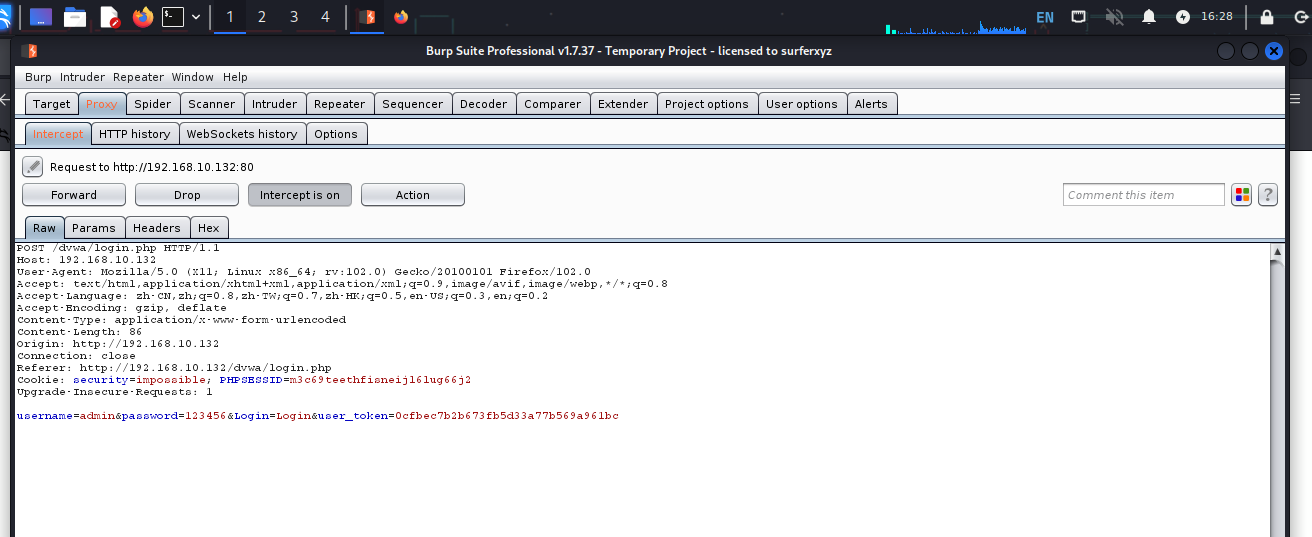 1 2 3 4 EN 16:28
Burp Suite Professional v1.7.37 - Temporary Project - licensed to surferxyz
Burp Intruder Repeater Window Help
Target Proxy Spider Scanner Intruder Repeater Sequencer Decoder Comparer Extender Project options User options Alerts
Intercept HTTP history WebSockets history Options
Request to http://192.168.10.132:80
Forward Drop Intercept is on Action Comment this item ?
Raw Params Headers Hex
POST /dvwa/login.php HTTP/1.1
Host: 192.168.10.132
User-Agent: Mozilla/5.0 (X11; Linux x86_64; rv:102.0) Gecko/20100101 Firefox/102.0
Accept: text/html,application/xhtml+xml,application/xml;q=0.9,image/avif,image/webp,*/*;q=0.8
Accept-Language: zh-CN,zh;q=0.8,zh-TW;q=0.7,zh-HK;q=0.5,en-US;q=0.3,en;q=0.2
Accept-Encoding: gzip, deflate
Content-Type: application/x-www-form-urlencoded
Content-Length: 86
Origin: http://192.168.10.132
Connection: close
Referer: http://192.168.10.132/dvwa/login.php
Cookie: security=impossible; PHPSESSID=m3c69teethfisneijl61ug66j2
Upgrade-Insecure-Requests: 1
username=admin&password=123456&Login=Login&user_token=0cfbec7b2b673fb5d33a77b569a961bc